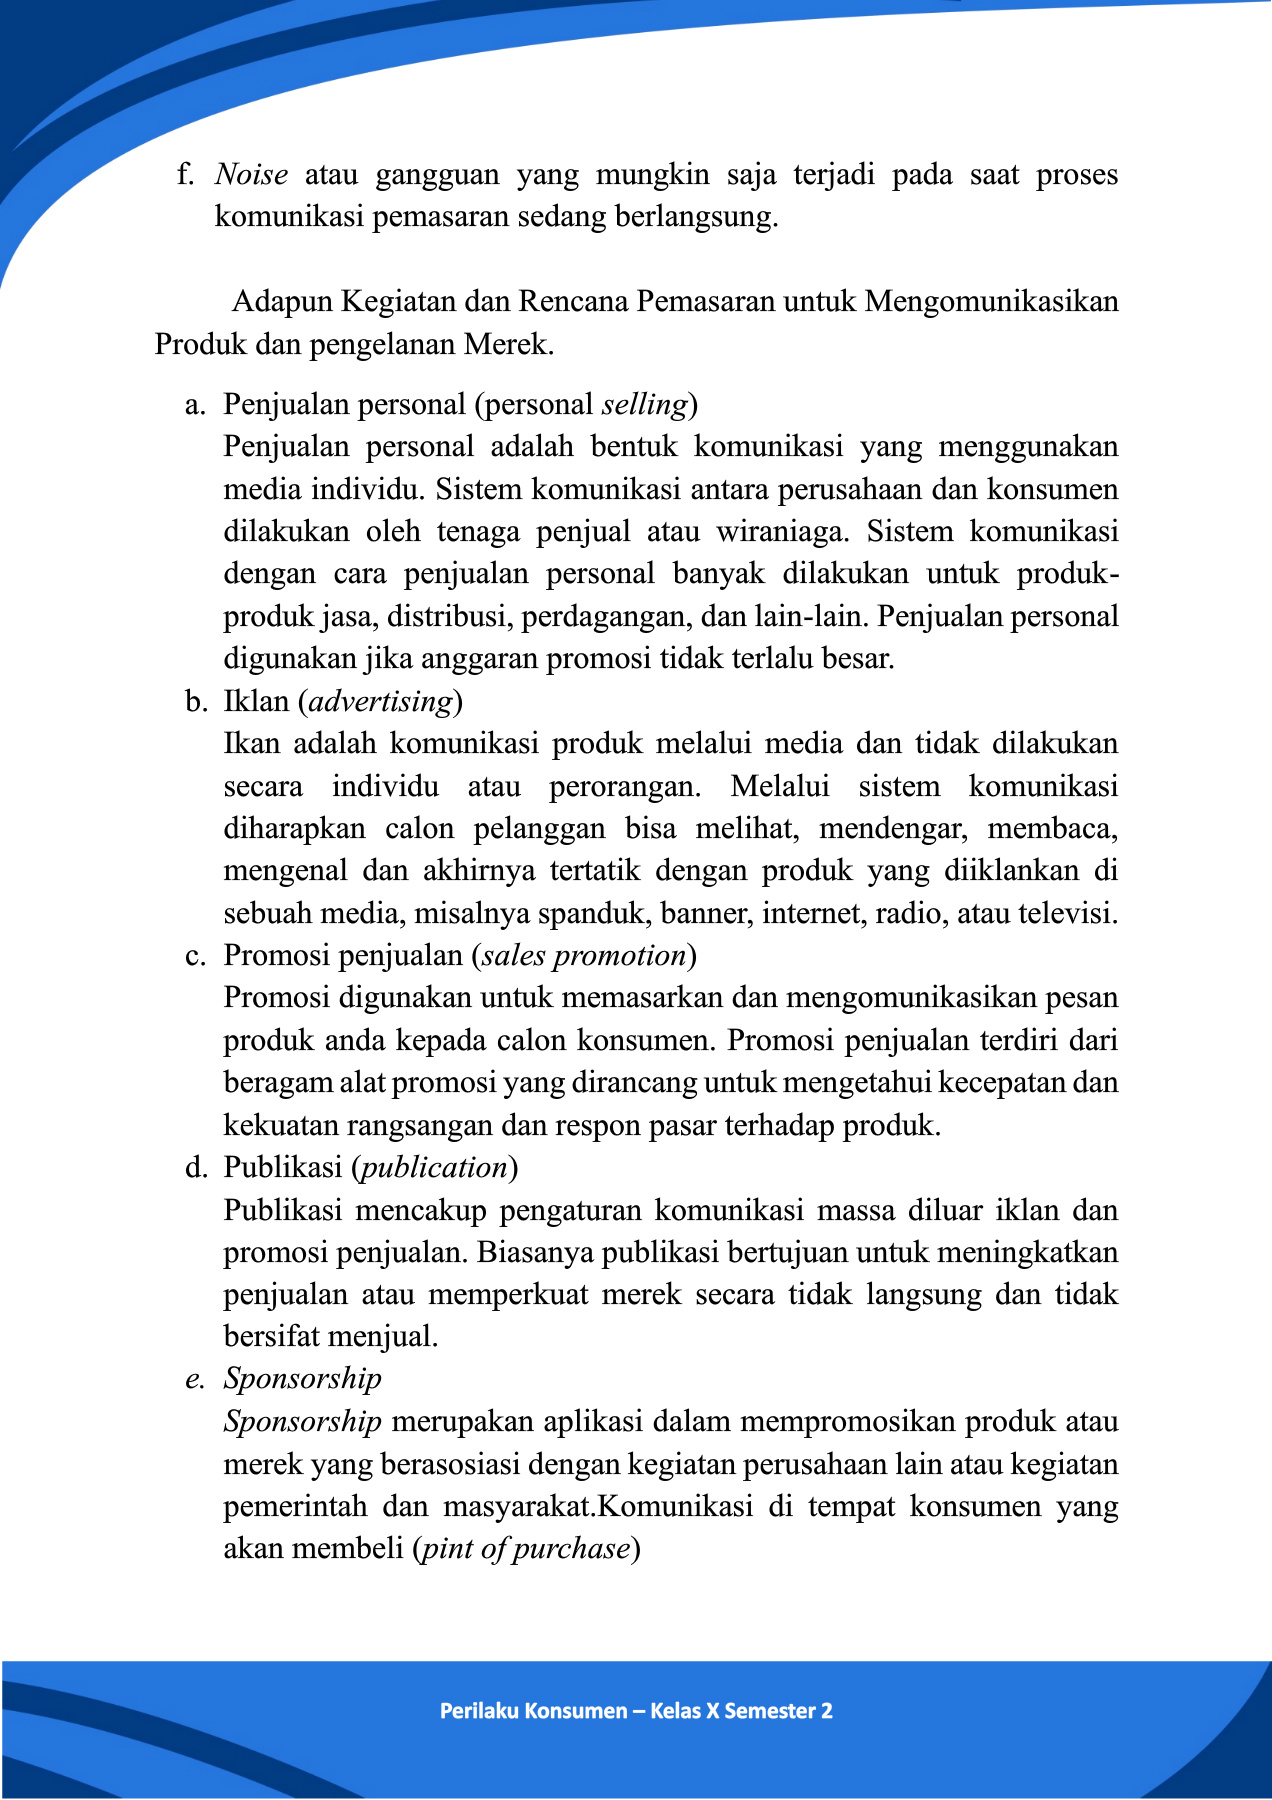 f. Noise atau gangguan yang mungkin saja terjadi pada saat proses
komunikasi pemasaran sedang berlangsung.
Adapun Kegiatan dan Rencana Pemasaran untuk Mengomunikasikan
Produk dan pengelanan Merek.
a. Penjualan personal (personal selling)
Penjualan personal adalah bentuk komunikasi yang menggunakan
media individu. Sistem komunikasi antara perusahaan dan konsumen
dilakukan oleh tenaga penjual atau wiraniaga. Sistem komunikasi
dengan cara penjualan personal banyak dilakukan untuk produk-
produk jasa, distribusi, perdagangan, dan lain-lain. Penjualan personal
digunakan jika anggaran promosi tidak terlalu besar.
b. Iklan (advertising)
Ikan adalah komunikasi produk melalui media dan tidak dilakukan
secara individu atau perorangan. Melalui sistem komunikasi
diharapkan calon pelanggan bisa melihat, mendengar, membaca,
mengenal dan akhirnya tertatik dengan produk yang diiklankan di
sebuah media, misalnya spanduk, banner, internet, radio, atau televisi.
c. Promosi penjualan (sales promotion)
Promosi digunakan untuk memasarkan dan mengomunikasikan pesan
produk anda kepada calon konsumen. Promosi penjualan terdiri dari
beragam alat promosi yang dirancang untuk mengetahui kecepatan dan
kekuatan rangsangan dan respon pasar terhadap produk.
d. Publikasi (publication)
Publikasi mencakup pengaturan komunikasi massa diluar iklan dan
promosi penjualan. Biasanya publikasi bertujuan untuk meningkatkan
penjualan atau memperkuat merek secara tidak langsung dan tidak
bersifat menjual.
e. Sponsorship
Sponsorship merupakan aplikasi dalam mempromosikan produk atau
merek yang berasosiasi dengan kegiatan perusahaan lain atau kegiatan
pemerintah dan masyarakat.Komunikasi di tempat konsumen yang
akan membeli (pint of purchase)
Perilaku Konsumen – Kelas X Semester 2